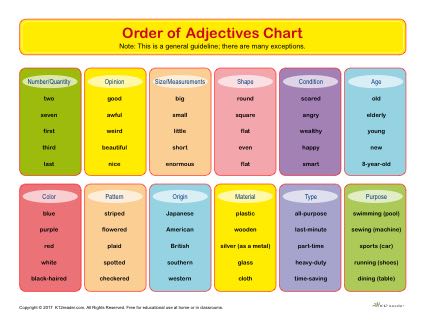 Order of Adjectives Chart
Note: This is a general guideline; there are many exceptions.
Number/Quantity
two
seven
first
third
last
Opinion
good
awful
weird
beautiful
nice
Size/Measurements
big
small
little
short
enormous
Shape
round
square
flat
even
flat
Condition
scared
angry
wealthy
happy
smart
Age
old
elderly
young
new
8-year-old
Color
blue
purple
red
white
black-haired
Pattern
striped
flowered
plaid
spotted
checkered
Origin
Japanese
American
British
southern
western
Material
plastic
wooden
silver (as a metal)
glass
cloth
Type
all-purpose
last-minute
part-time
heavy-duty
time-saving
Purpose
swimming (pool)
sewing (machine)
sports (car)
running (shoes)
dining (table)
Copyright © 2017 K12reader.com. All Rights Reserved. Free for educational use at home or in classrooms.
K12 reader